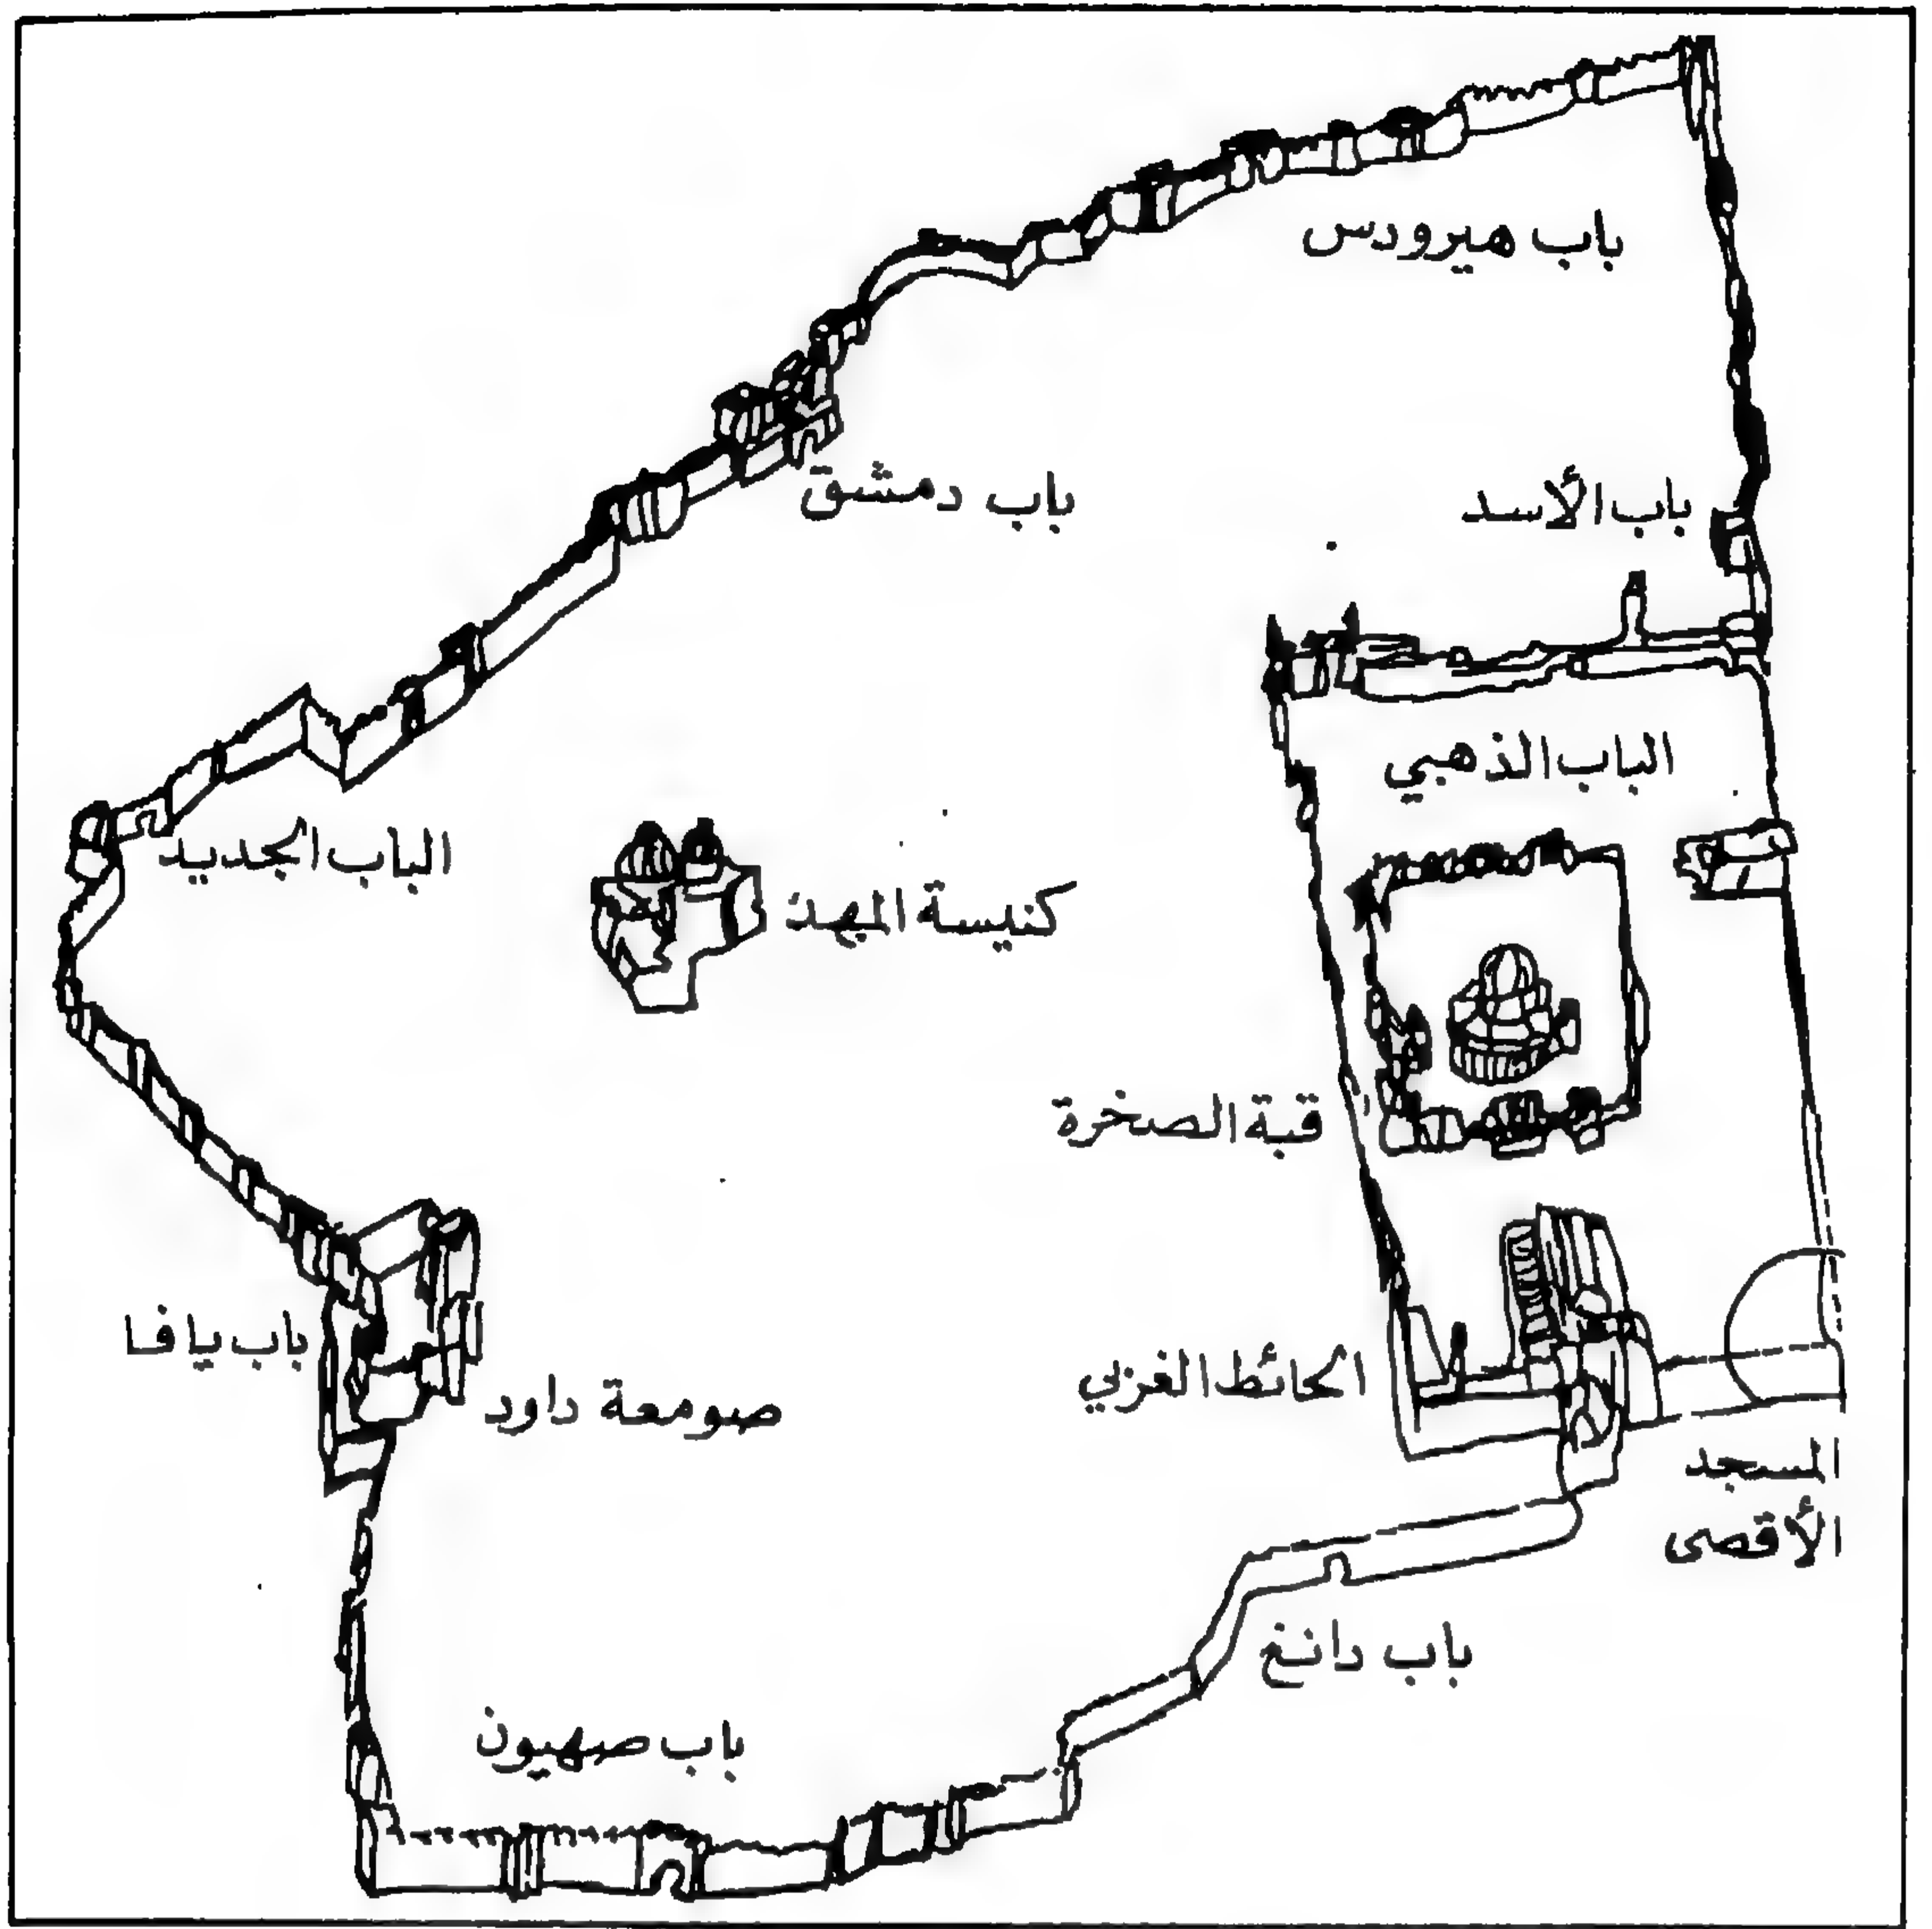 باب هيرودس
باب دمشق
باب الأسد
الباب الذهبي
الباب الجديد
كنيسة المهد
قبة الصخرة
باب يافا
الحائط الغربي
صومعة داود
المسجد
الأقصى
باب دانغ
باب صهيون